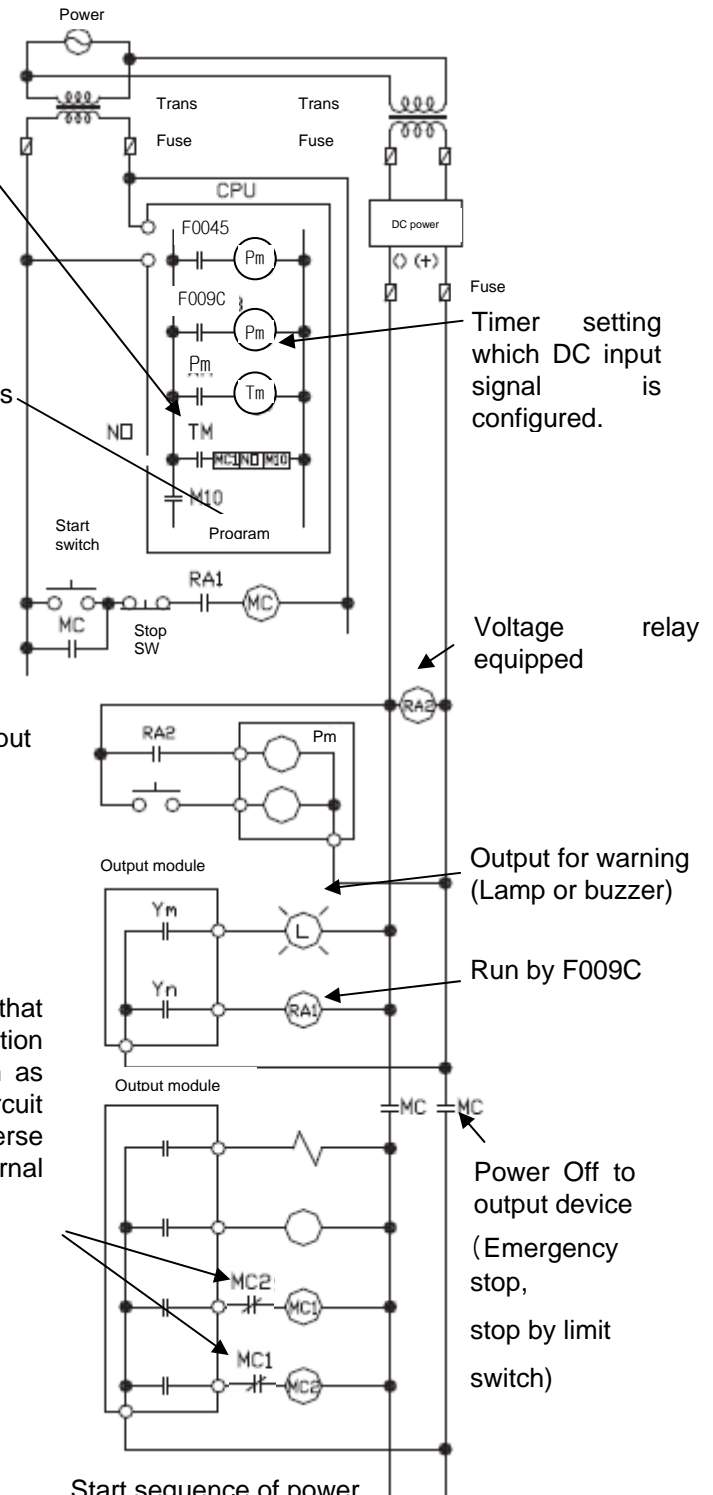 Power
Trans
Trans
Fuse
Fuse
CPU
DC power
F0045
Pm
() (+)
Fuse
F009C
Pm
Timer setting
which DC input
signal is
configured.
Pm
Tm
s
NO
TM
MC1 NO M10
M10
Program
Start
switch
RA1
MC
MC
Stop
SW
Voltage relay
equipped
RA2
out
RA2
Pm
Output module
Output for warning
(Lamp or buzzer)
Ym
L
Yn
RA1
Run by F009C
that
tion
as
rcuit
erse
rnal
Output module
MC
MC
Power Off to
output device
(Emergency
stop,
stop by limit
switch)
MC2
MC1
MC1
MC2
Start sequence of power